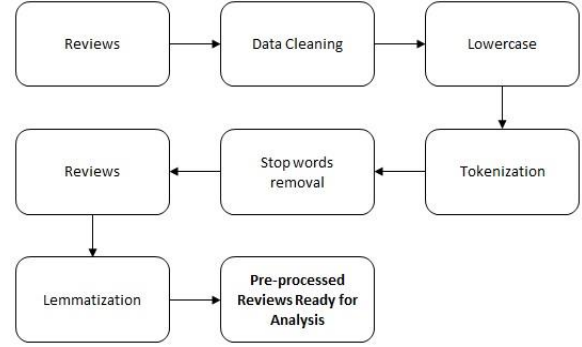 Reviews
Data Cleaning
Lowercase
Tokenization
Stop words
removal
Reviews
Lemmatization
Pre-processed
Reviews Ready for
Analysis